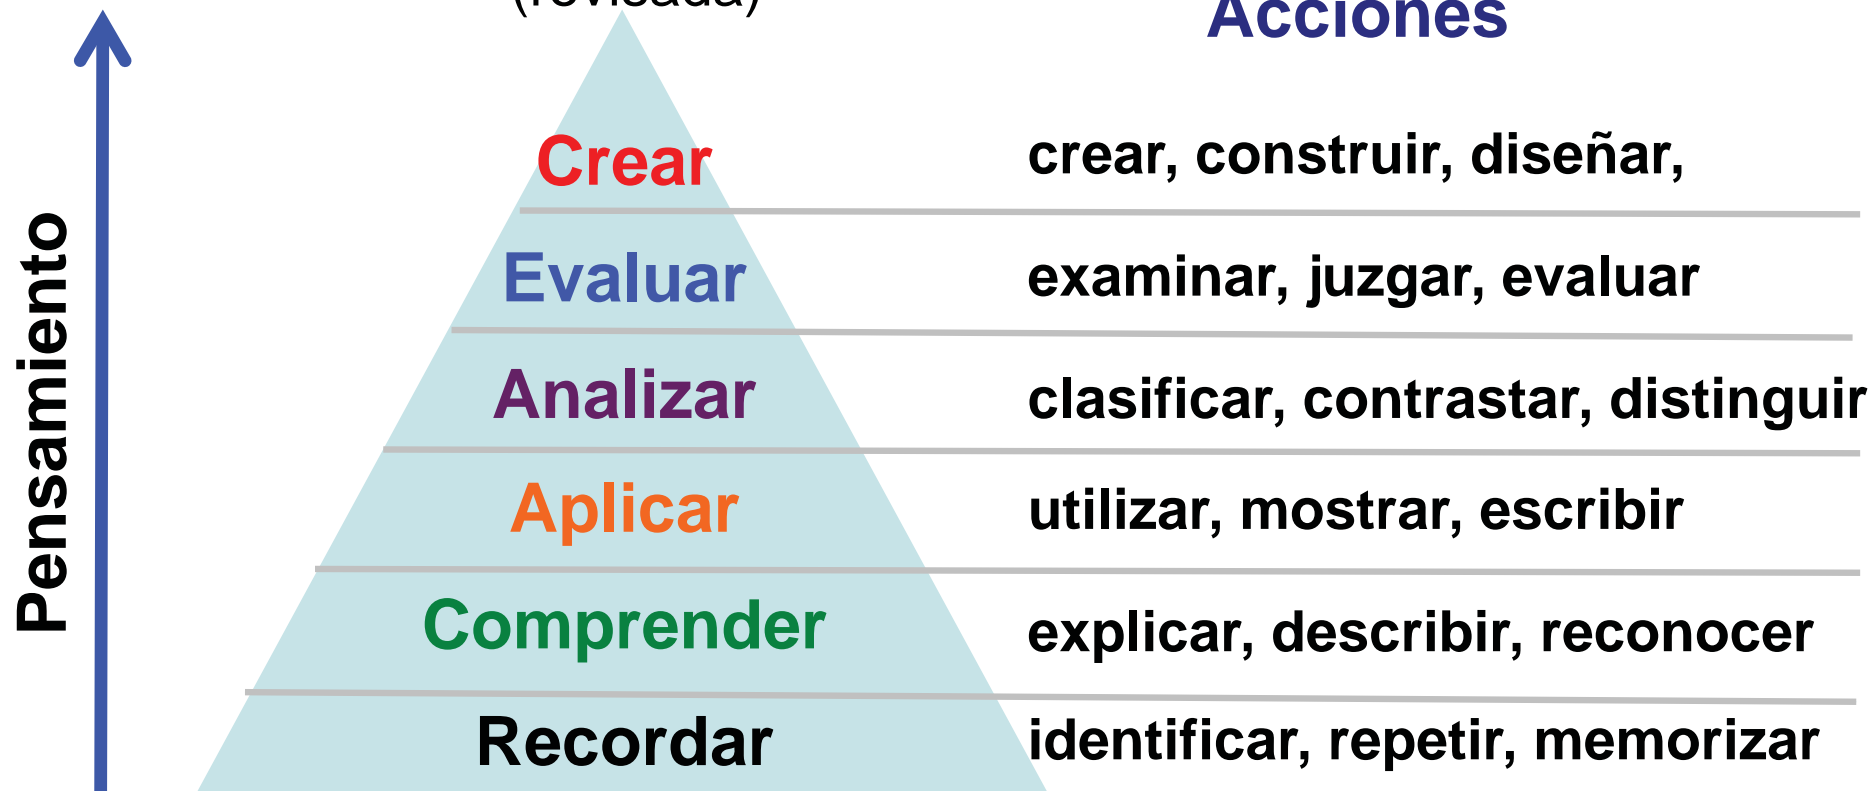 (revisada)
Acciones
Pensamiento
Crear
crear, construir, diseñar,
Evaluar
examinar, juzgar, evaluar
Analizar
clasificar, contrastar, distinguir
Aplicar
utilizar, mostrar, escribir
Comprender
explicar, describir, reconocer
Recordar
identificar, repetir, memorizar